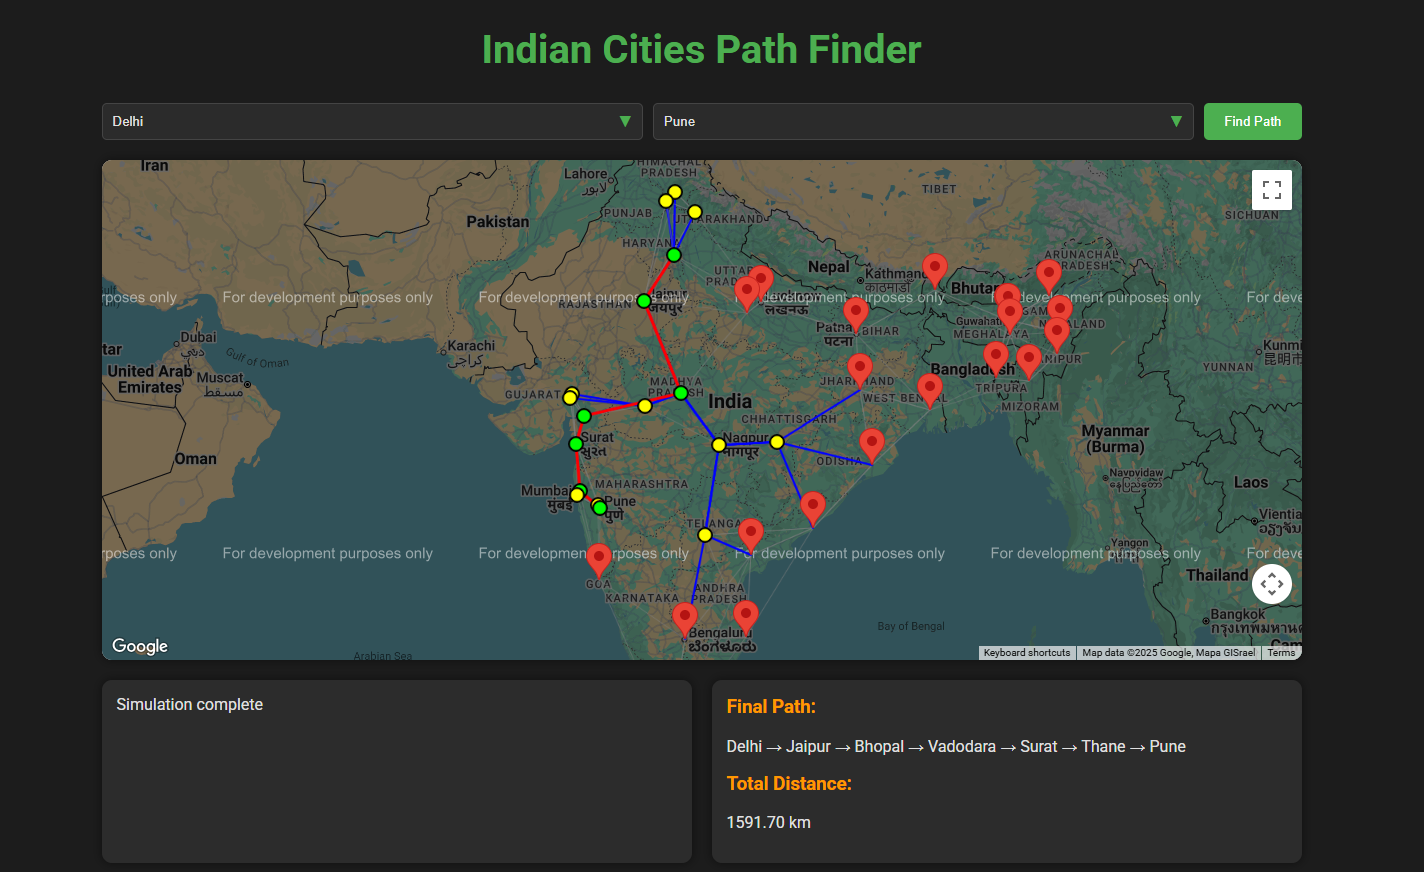 Indian Cities Path Finder
Delhi
Pune
Find Path
Iran
Lahore
لاہور
HIMACHAL
PRADESH
TIBET
SICHUAN
Pakistan
PUNJAB
UTTARAKHAND
HARYAN
Nepal
Kathmand
काठमाडौं
ARUNACHAL
PRADESH
UTTAR
PRAD
Bhutan
RAJASTHAN
Jaipur
जयपुर
लखनऊ
rposes only
For development purposes only
For development purposes only
For development purposes only
For development purposes only
For deve
Patna
पटना
BIHAR
Guwahati
MEGHALAYA
NAGALAND
Dubai
دبي
Gulf of Oman
Karachi
کراچی
tar
United Arab
Emirates
Muscat
مسقط
Bangladesh
TRIPURA
MIZORAM
YUNNAN
Kunmi
昆明市
GUJARAT
MADHYA
PRADESH
India
JHARKHAND
WEST BENGAL
CHHATTISGARH
Myanmar
(Burma)
Oman
Surat
सुरत
Nagpur
नागपूर
ODISHA
Naypyidaw
Laos
Mumbai
मुंबई
MAHARASHTRA
Pune
पुणे
Vientia
TELANGANA
Yangon
rposes only
For development purposes only
For development purposes only
For development purposes only
For development purposes only
For deve
GOA
KARNATAKA
ANDHRA
PRADESH
Thailand
Bangkok
กรุงเทพมหาน
Bay of Bengal
Bengaluru
ಬೆಂಗಳೂರು
Google
Arabian Sea
Keyboard shortcuts
Map data ©2025 Google, Mapa GISrael
Terms
Simulation complete
Final Path:
Delhi → Jaipur → Bhopal → Vadodara → Surat → Thane → Pune
Total Distance:
1591.70 km